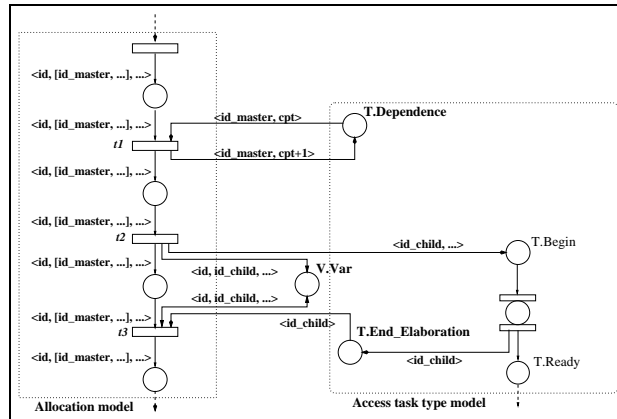 <id, [id_master, ...], ...>
<id, [id_master, ...], ...>
t1
<id_master, cpt>
T.Dependence
<id_master, cpt+1>
<id, [id_master, ...], ...>
<id, [id_master, ...], ...>
t2
<id_child, ...>
T.Begin
<id, [id_master, ...], ...>
<id, id_child, ...>
V.Var
<id, id_child, ...>
<id, [id_master, ...], ...>
t3
<id_child>
T.End_Elaboration
<id, [id_master, ...], ...>
<id_child>
T.Ready
Allocation model
Access task type model